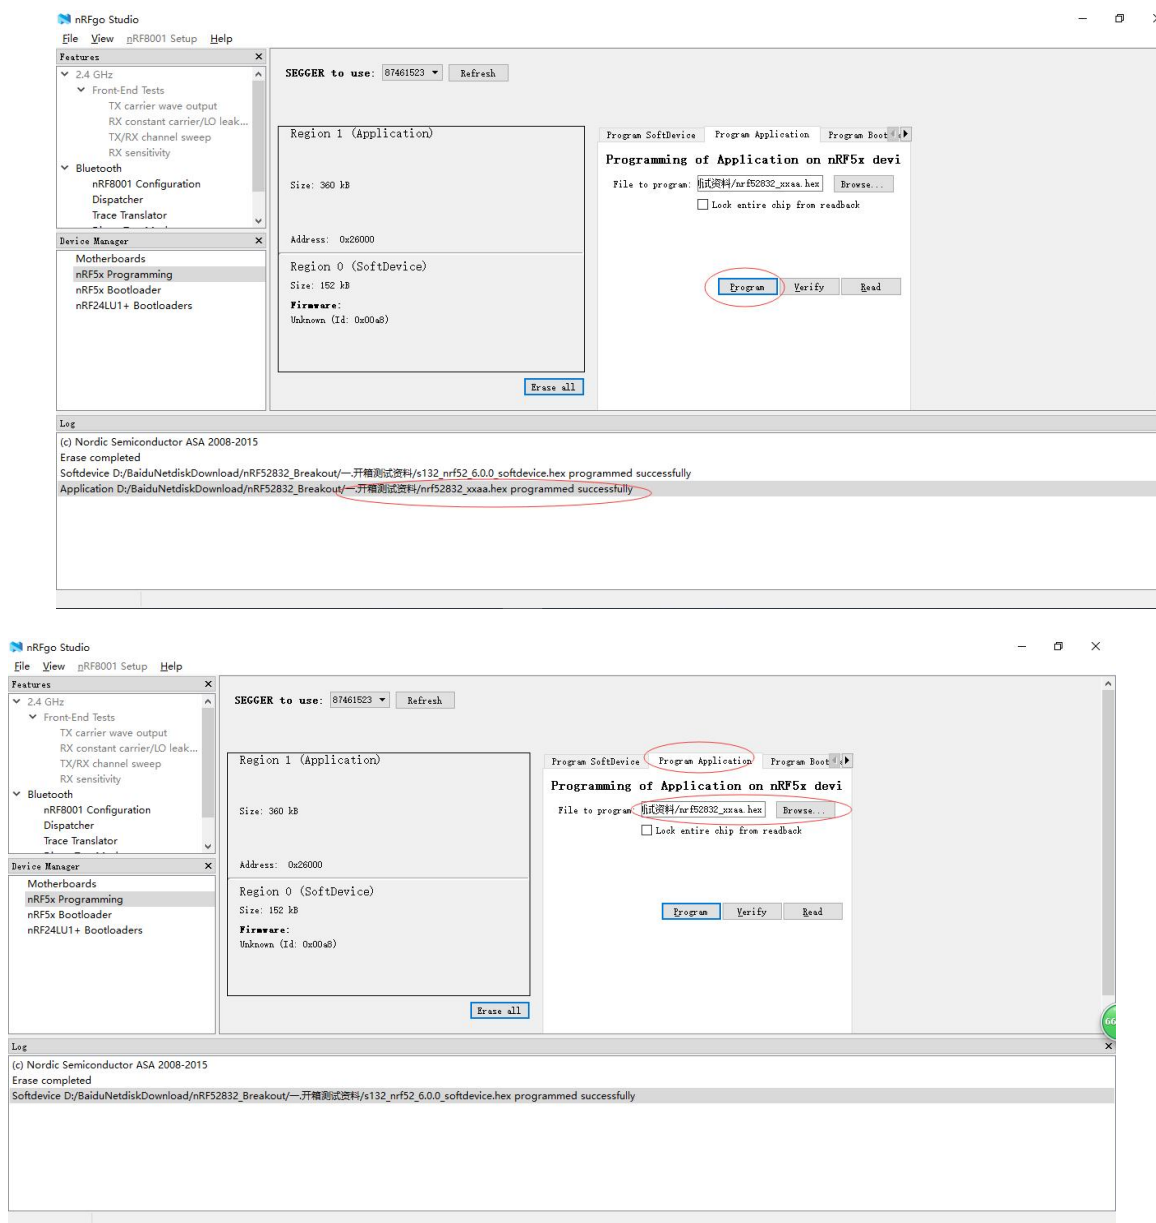 nRFgo Studio
File View nRF8001 Setup Help
Features
2.4 GHz
Front-End Tests
TX carrier wave output
RX constant carrier/LO leak...
TX/RX channel sweep
RX sensitivity
Bluetooth
nRF8001 Configuration
Dispatcher
Trace Translator
Device Manager
Motherboards
nRF5x Programming
nRF5x Bootloader
nRF24LU1+ Bootloaders
SEGGER to use: 87461523 Refresh
Region 1 (Application)
Size: 360 kB
Address: 0x26000
Region 0 (SoftDevice)
Size: 152 kB
Firmware:
Unknown (Id: 0x00a8)
Erase all
Program SoftDevice Program Application Program Boot
Programming of Application on nRF5x devi
File to program: 试资料/nrf52832_xxaa.hex Browse...
Lock entire chip from readback
Program Verify Read
Log
(c) Nordic Semiconductor ASA 2008-2015
Erase completed
Softdevice D:/BaiduNetdiskDownload/nRF52832_Breakout/一.开箱测试资料/s132_nrf52_6.0.0_softdevice.hex programmed successfully
Application D:/BaiduNetdiskDownload/nRF52832_Breakout/一.开箱测试资料/nrf52832_xxaa.hex programmed successfully
nRFgo Studio
File View nRF8001 Setup Help
Features
2.4 GHz
Front-End Tests
TX carrier wave output
RX constant carrier/LO leak...
TX/RX channel sweep
RX sensitivity
Bluetooth
nRF8001 Configuration
Dispatcher
Trace Translator
Device Manager
Motherboards
nRF5x Programming
nRF5x Bootloader
nRF24LU1+ Bootloaders
SEGGER to use: 87461523 Refresh
Region 1 (Application)
Size: 360 kB
Address: 0x26000
Region 0 (SoftDevice)
Size: 152 kB
Firmware:
Unknown (Id: 0x00a8)
Erase all
Program SoftDevice Program Application Program Boot
Programming of Application on nRF5x devi
File to program: 试资料/nrf52832_xxaa.hex Browse...
Lock entire chip from readback
Program Verify Read
66
Log
(c) Nordic Semiconductor ASA 2008-2015
Erase completed
Softdevice D:/BaiduNetdiskDownload/nRF52832_Breakout/一.开箱测试资料/s132_nrf52_6.0.0_softdevice.hex programmed successfully